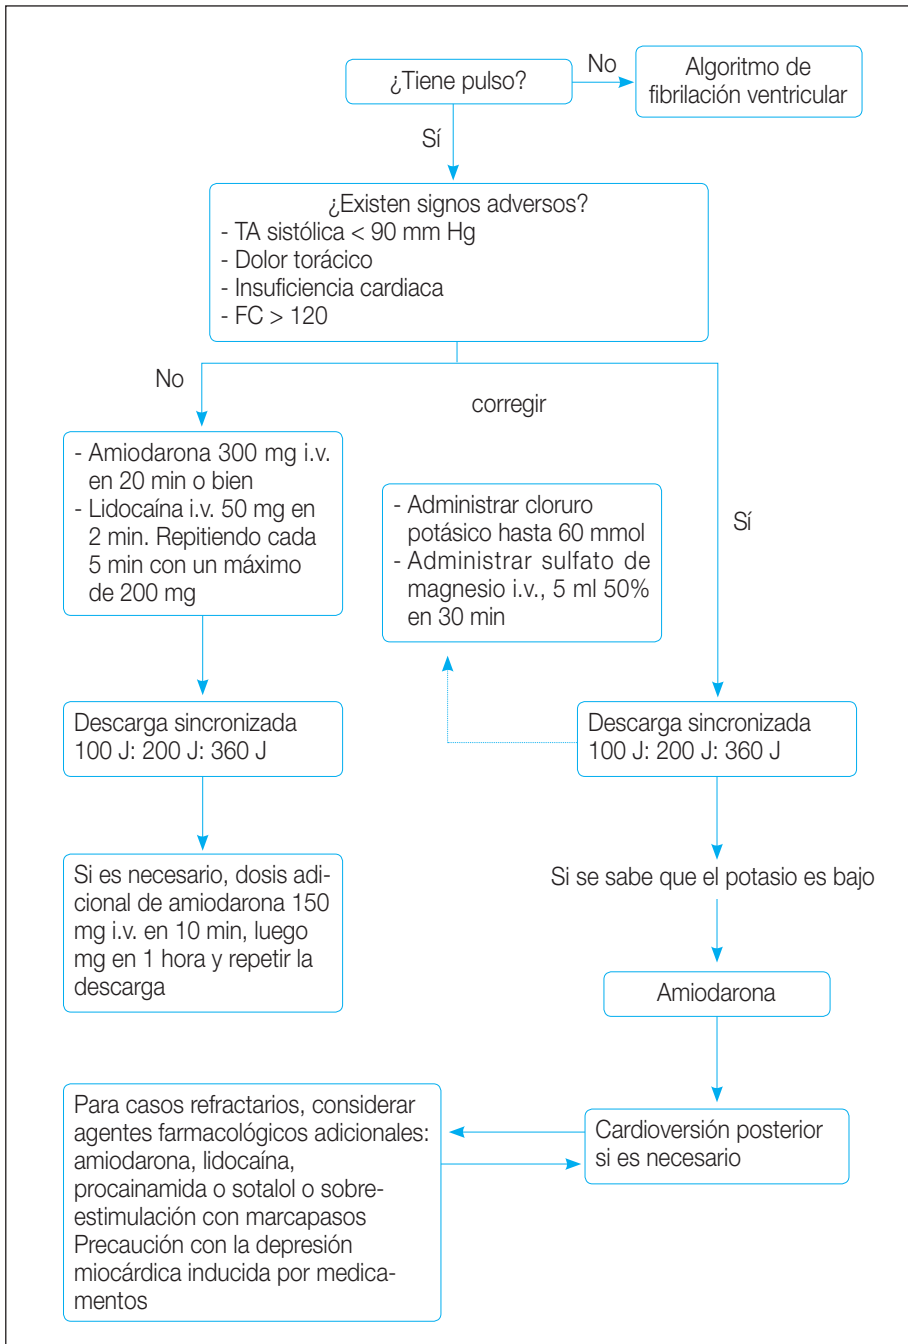 ¿Tiene pulso?
No
Algoritmo de
fibrilación ventricular
Sí
¿Existen signos adversos?
- TA sistólica < 90 mm Hg
- Dolor torácico
- Insuficiencia cardiaca
- FC > 120
No
corregir
Sí
- Amiodarona 300 mg i.v.
en 20 min o bien
- Lidocaína i.v. 50 mg en
2 min. Repitiendo cada
5 min con un máximo
de 200 mg
- Administrar cloruro
potásico hasta 60 mmol
- Administrar sulfato de
magnesio i.v., 5 ml 50%
en 30 min
Descarga sincronizada
100 J: 200 J: 360 J
Descarga sincronizada
100 J: 200 J: 360 J
Si es necesario, dosis adi-
cional de amiodarona 150
mg i.v. en 10 min, luego
mg en 1 hora y repetir la
descarga
Si se sabe que el potasio es bajo
Amiodarona
Para casos refractarios, considerar
agentes farmacológicos adicionales:
amiodarona, lidocaína,
procainamida o sotalol o sobre-
estimulación con marcapasos
Precaución con la depresión
miocárdica inducida por medica-
mentos
Cardioversión posterior
si es necesario